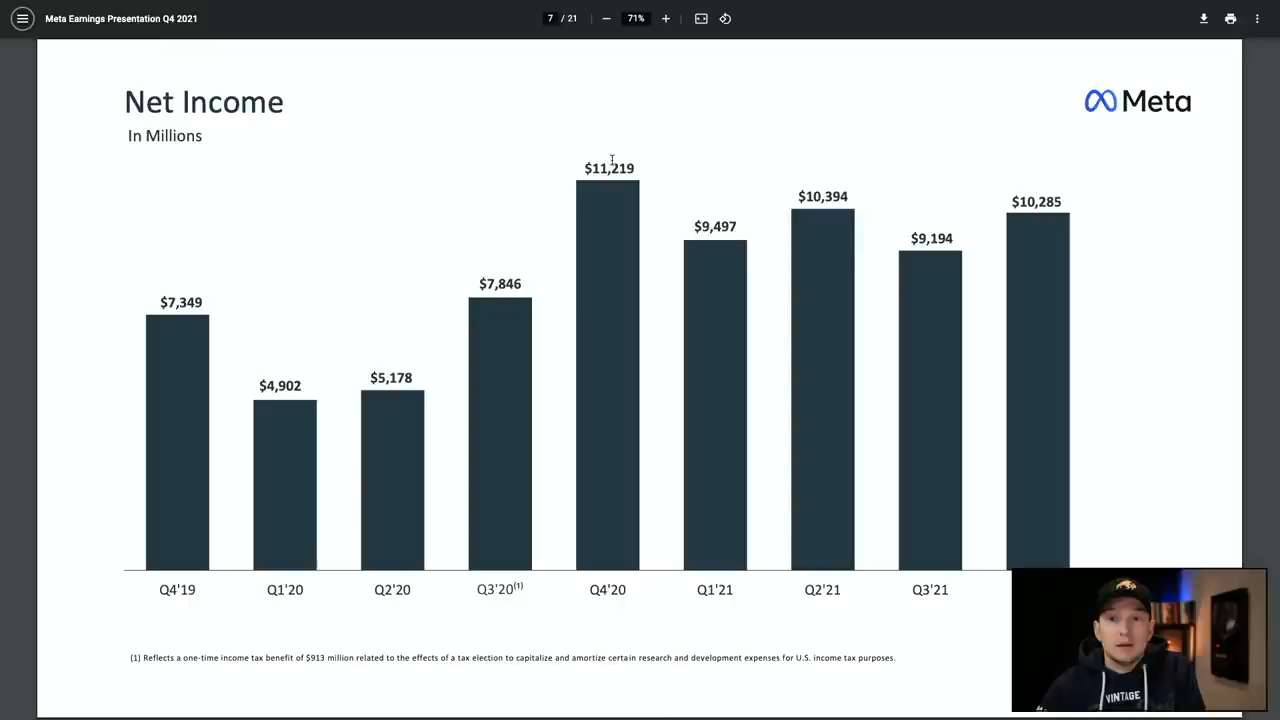 Meta Earnings Presentation Q4 2021
7 / 21
71%
Net Income
In Millions
Meta
$7,349
$4,902
$5,178
$7,846
$11,219
$9,497
$10,394
$9,194
$10,285
Q4'19
Q1'20
Q2'20
Q3'20(1)
Q4'20
Q1'21
Q2'21
Q3'21
(1) Reflects a one-time income tax benefit of $913 million related to the effects of a tax election to capitalize and amortize certain research and development expenses for U.S. income tax purposes.
VINTAGE